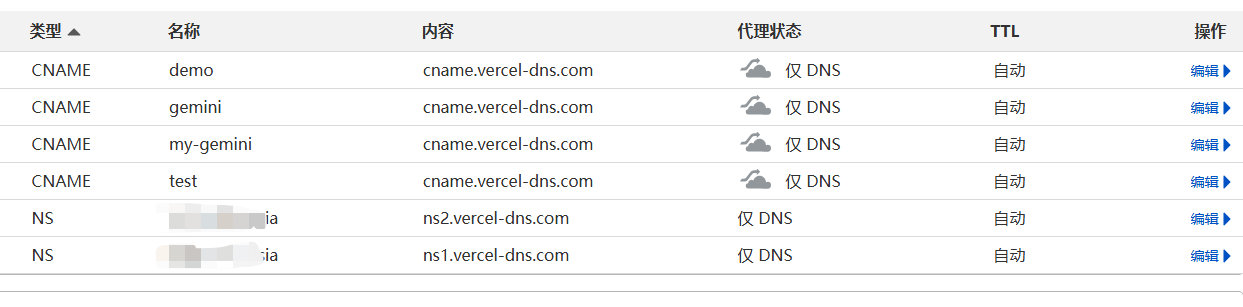 类型 名称 内容 代理状态 TTL 操作
CNAME demo cname.vercel-dns.com 仅 DNS 自动 编辑
CNAME gemini cname.vercel-dns.com 仅 DNS 自动 编辑
CNAME my-gemini cname.vercel-dns.com 仅 DNS 自动 编辑
CNAME test cname.vercel-dns.com 仅 DNS 自动 编辑
NS ns2.vercel-dns.com 仅 DNS 自动 编辑
NS ns1.vercel-dns.com 仅 DNS 自动 编辑